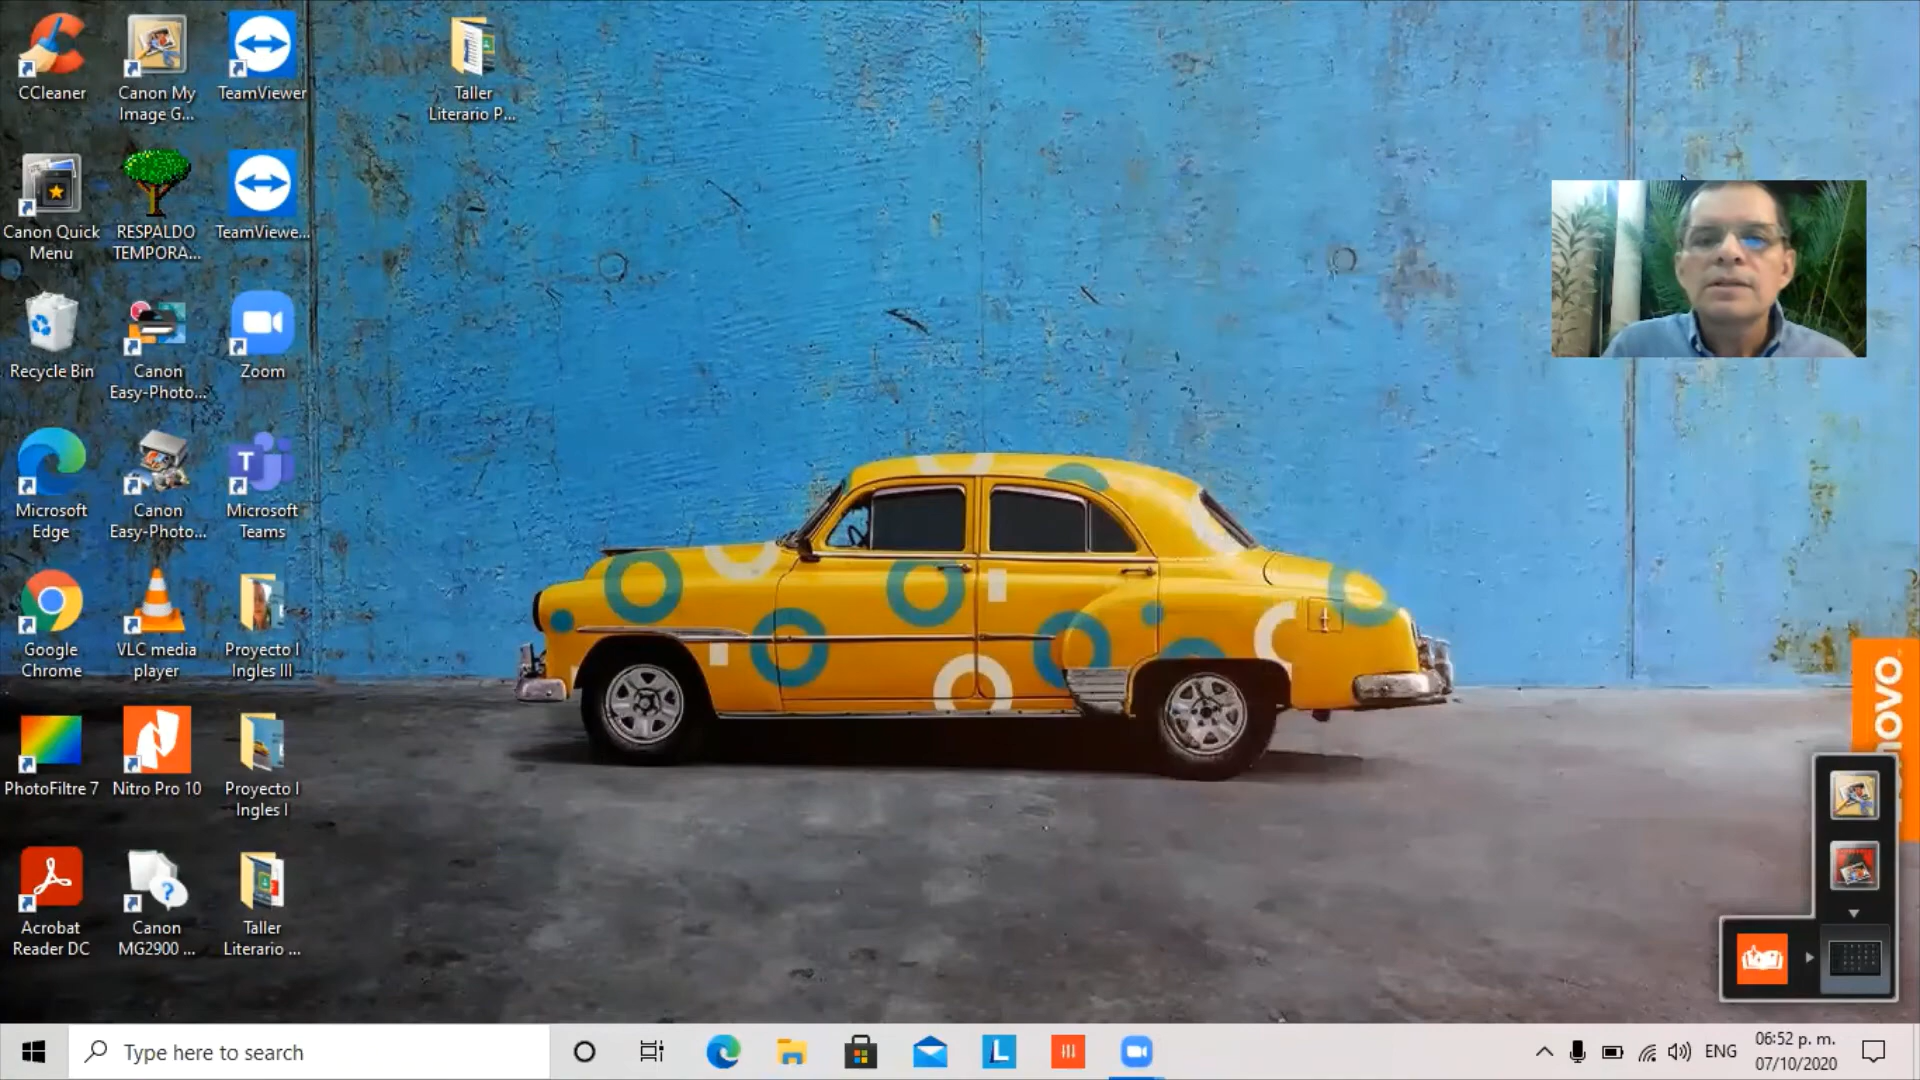 CCleaner
Canon My
Image G...
TeamViewer
Taller
Literario P...
Canon Quick
Menu
RESPALDO
TEMPORA...
TeamViewe...
Recycle Bin
Canon
Easy-Photo...
Zoom
Microsoft
Edge
Canon
Easy-Photo...
T
Microsoft
Teams
Google
Chrome
VLC media
player
Proyecto I
Ingles III
PhotoFiltre 7
Nitro Pro 10
Proyecto I
Ingles I
Acrobat
Reader DC
Canon
MG2900 ...
Taller
Literario ...
Type here to search
L
ENG
06:52 p. m.
07/10/2020